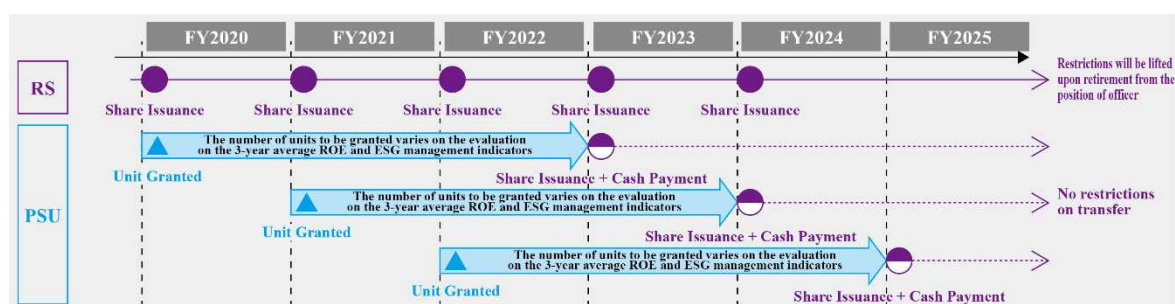 FY2020 FY2021 FY2022 FY2023 FY2024 FY2025
RS
Share Issuance Share Issuance Share Issuance Share Issuance Share Issuance
Restrictions will be lifted
upon retirement from the
position of officer
PSU
The number of units to be granted varies on the evaluation
on the 3-year average ROE and ESG management indicators
Unit Granted
Share Issuance + Cash Payment
The number of units to be granted varies on the evaluation
on the 3-year average ROE and ESG management indicators
Unit Granted
Share Issuance + Cash Payment
No restrictions
on transfer
The number of units to be granted varies on the evaluation
on the 3-year average ROE and ESG management indicators
Unit Granted
Share Issuance + Cash Payment